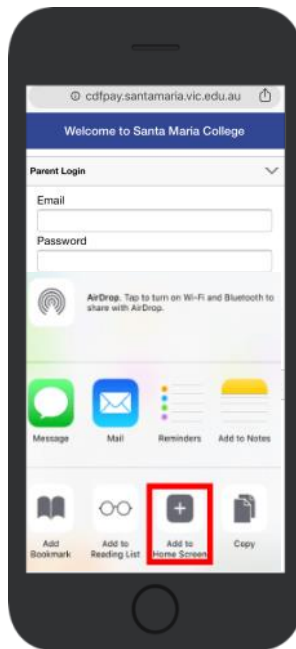 cdfpay.santamaria.vic.edu.au
Welcome to Santa Maria College
Parent Login
Email
Password
AirDrop. Tap to turn on Wi-Fi and Bluetooth to
share with AirDrop.
Message Mail Reminders Add to Notes
Add Bookmark
Add to Reading List
Add to Home Screen
Copy